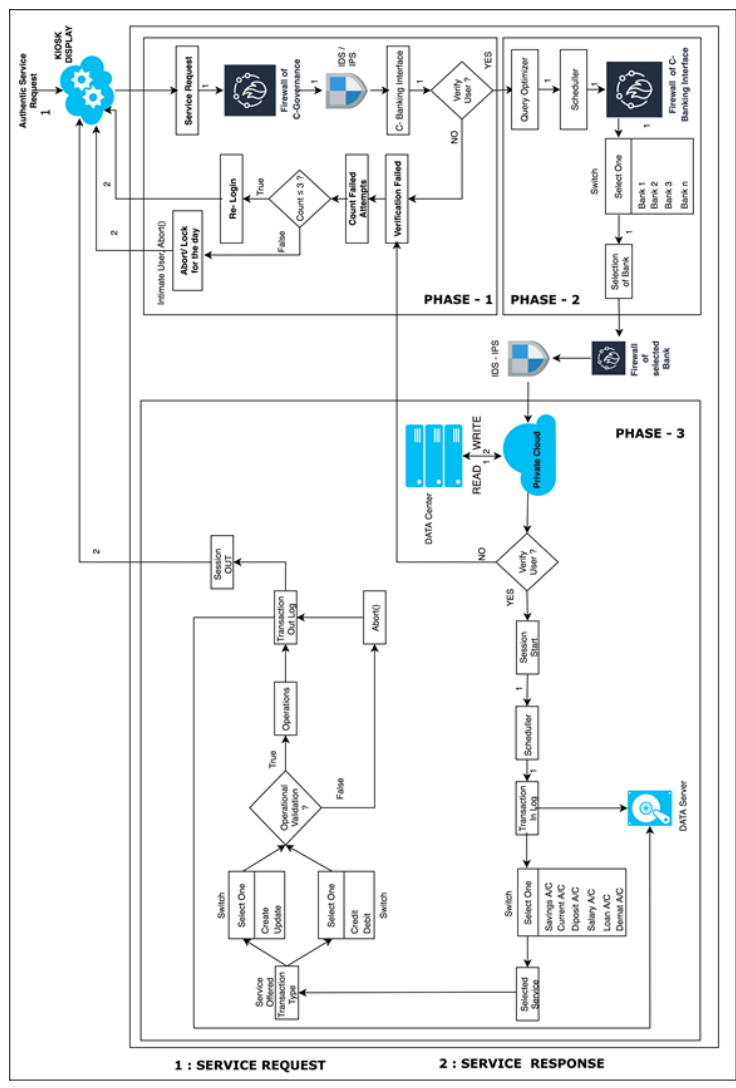 Authentic Service
Request
1
KIOSK
DISPLAY
Service Request
1
Firewall of
C-Governance
1
IDS /
IPS
C- Banking Interface
1
Verify
User ?
YES
NO
Verification Failed
Count Failed
Attempts
Count ≤ 3 ?
True
Re- Login
2
False
Abort/ Lock
for the day
Intimate User, Abort()
2
PHASE - 1
Query Optimizer
1
Scheduller
1
Firewall of C-
Banking Interface
1
Switch
Select One
Bank 1
Bank 2
Bank 3
Bank n
1
Selection
of Bank
PHASE - 2
Firewall
of
selected
Bank
IDS - IPS
PHASE - 3
Private Cloud
READ WRITE
1 2
DATA Center
Verify
User ?
NO
YES
Session
Start
1
Scheduller
1
Transaction
In Log
DATA Server
Switch
Select One
Savings A/C
Current A/C
Diposit A/C
Salary A/C
Loan A/C
Demat A/C
Selected
Service
Service
Offered
Transaction
Type
Switch
Select One
Create
Update
Select One
Credit
Debit
Switch
Operational
Validation
?
True
False
Operations
Abort()
Transaction
Out Log
Session
OUT
2
1 : SERVICE REQUEST
2 : SERVICE RESPONSE